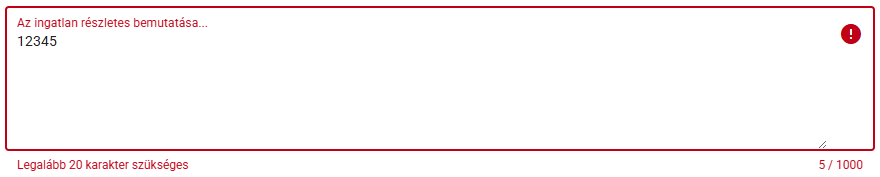 Az ingatlan részletes bemutatása...
12345
Legalább 20 karakter szükséges
5 / 1000